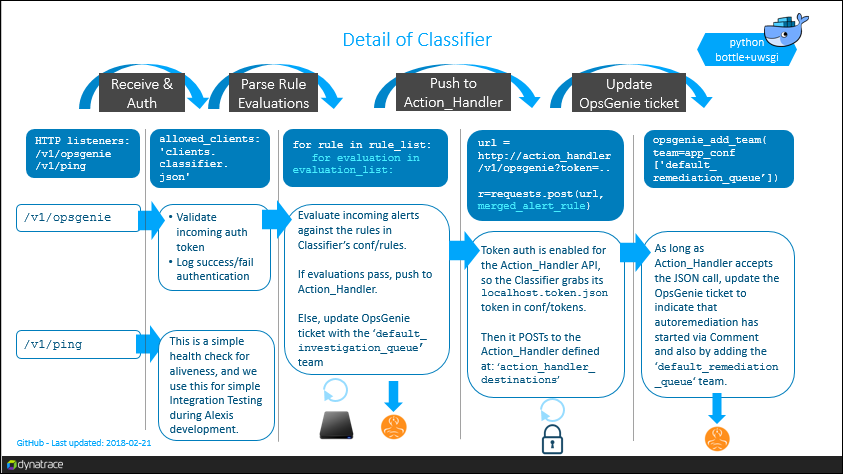 Detail of Classifier
python
bottle+uwsgi
Receive &
Auth
Parse Rule
Evaluations
Push to
Action_Handler
Update
OpsGenie ticket
HTTP listeners:
/v1/opsgenie
/v1/ping
allowed_clients:
'clients.
classifier.
json'
for rule in rule_list:
for evaluation in
evaluation_list:
url =
http://action_handler
/v1/opsgenie?token=..
r=requests.post(url,
merged_alert_rule)
opsgenie_add_team(
team=app_conf
['default_
remediation_queue’])
/v1/opsgenie
• Validate
incoming auth
token
• Log success/fail
authentication
Evaluate incoming alerts
against the rules in
Classifier’s conf/rules.
If evaluations pass, push to
Action_Handler.
Else, update OpsGenie
ticket with the ‘default_
investigation_queue’
team
Token auth is enabled for
the Action_Handler API,
so the Classifier grabs its
localhost.token.json
token in conf/tokens.
Then it POSTs to the
Action_Handler defined
at: ‘action_handler_
destinations’
As long as
Action_Handler accepts
the JSON call, update the
OpsGenie ticket to
indicate that
autoremediation has
started via Comment
and also by adding the
‘default_remediation
_queue‘ team.
/v1/ping
This is a simple
health check for
aliveness, and we
use this for simple
Integration Testing
during Alexis
development.
GitHub - Last updated: 2018-02-21
dynatrace